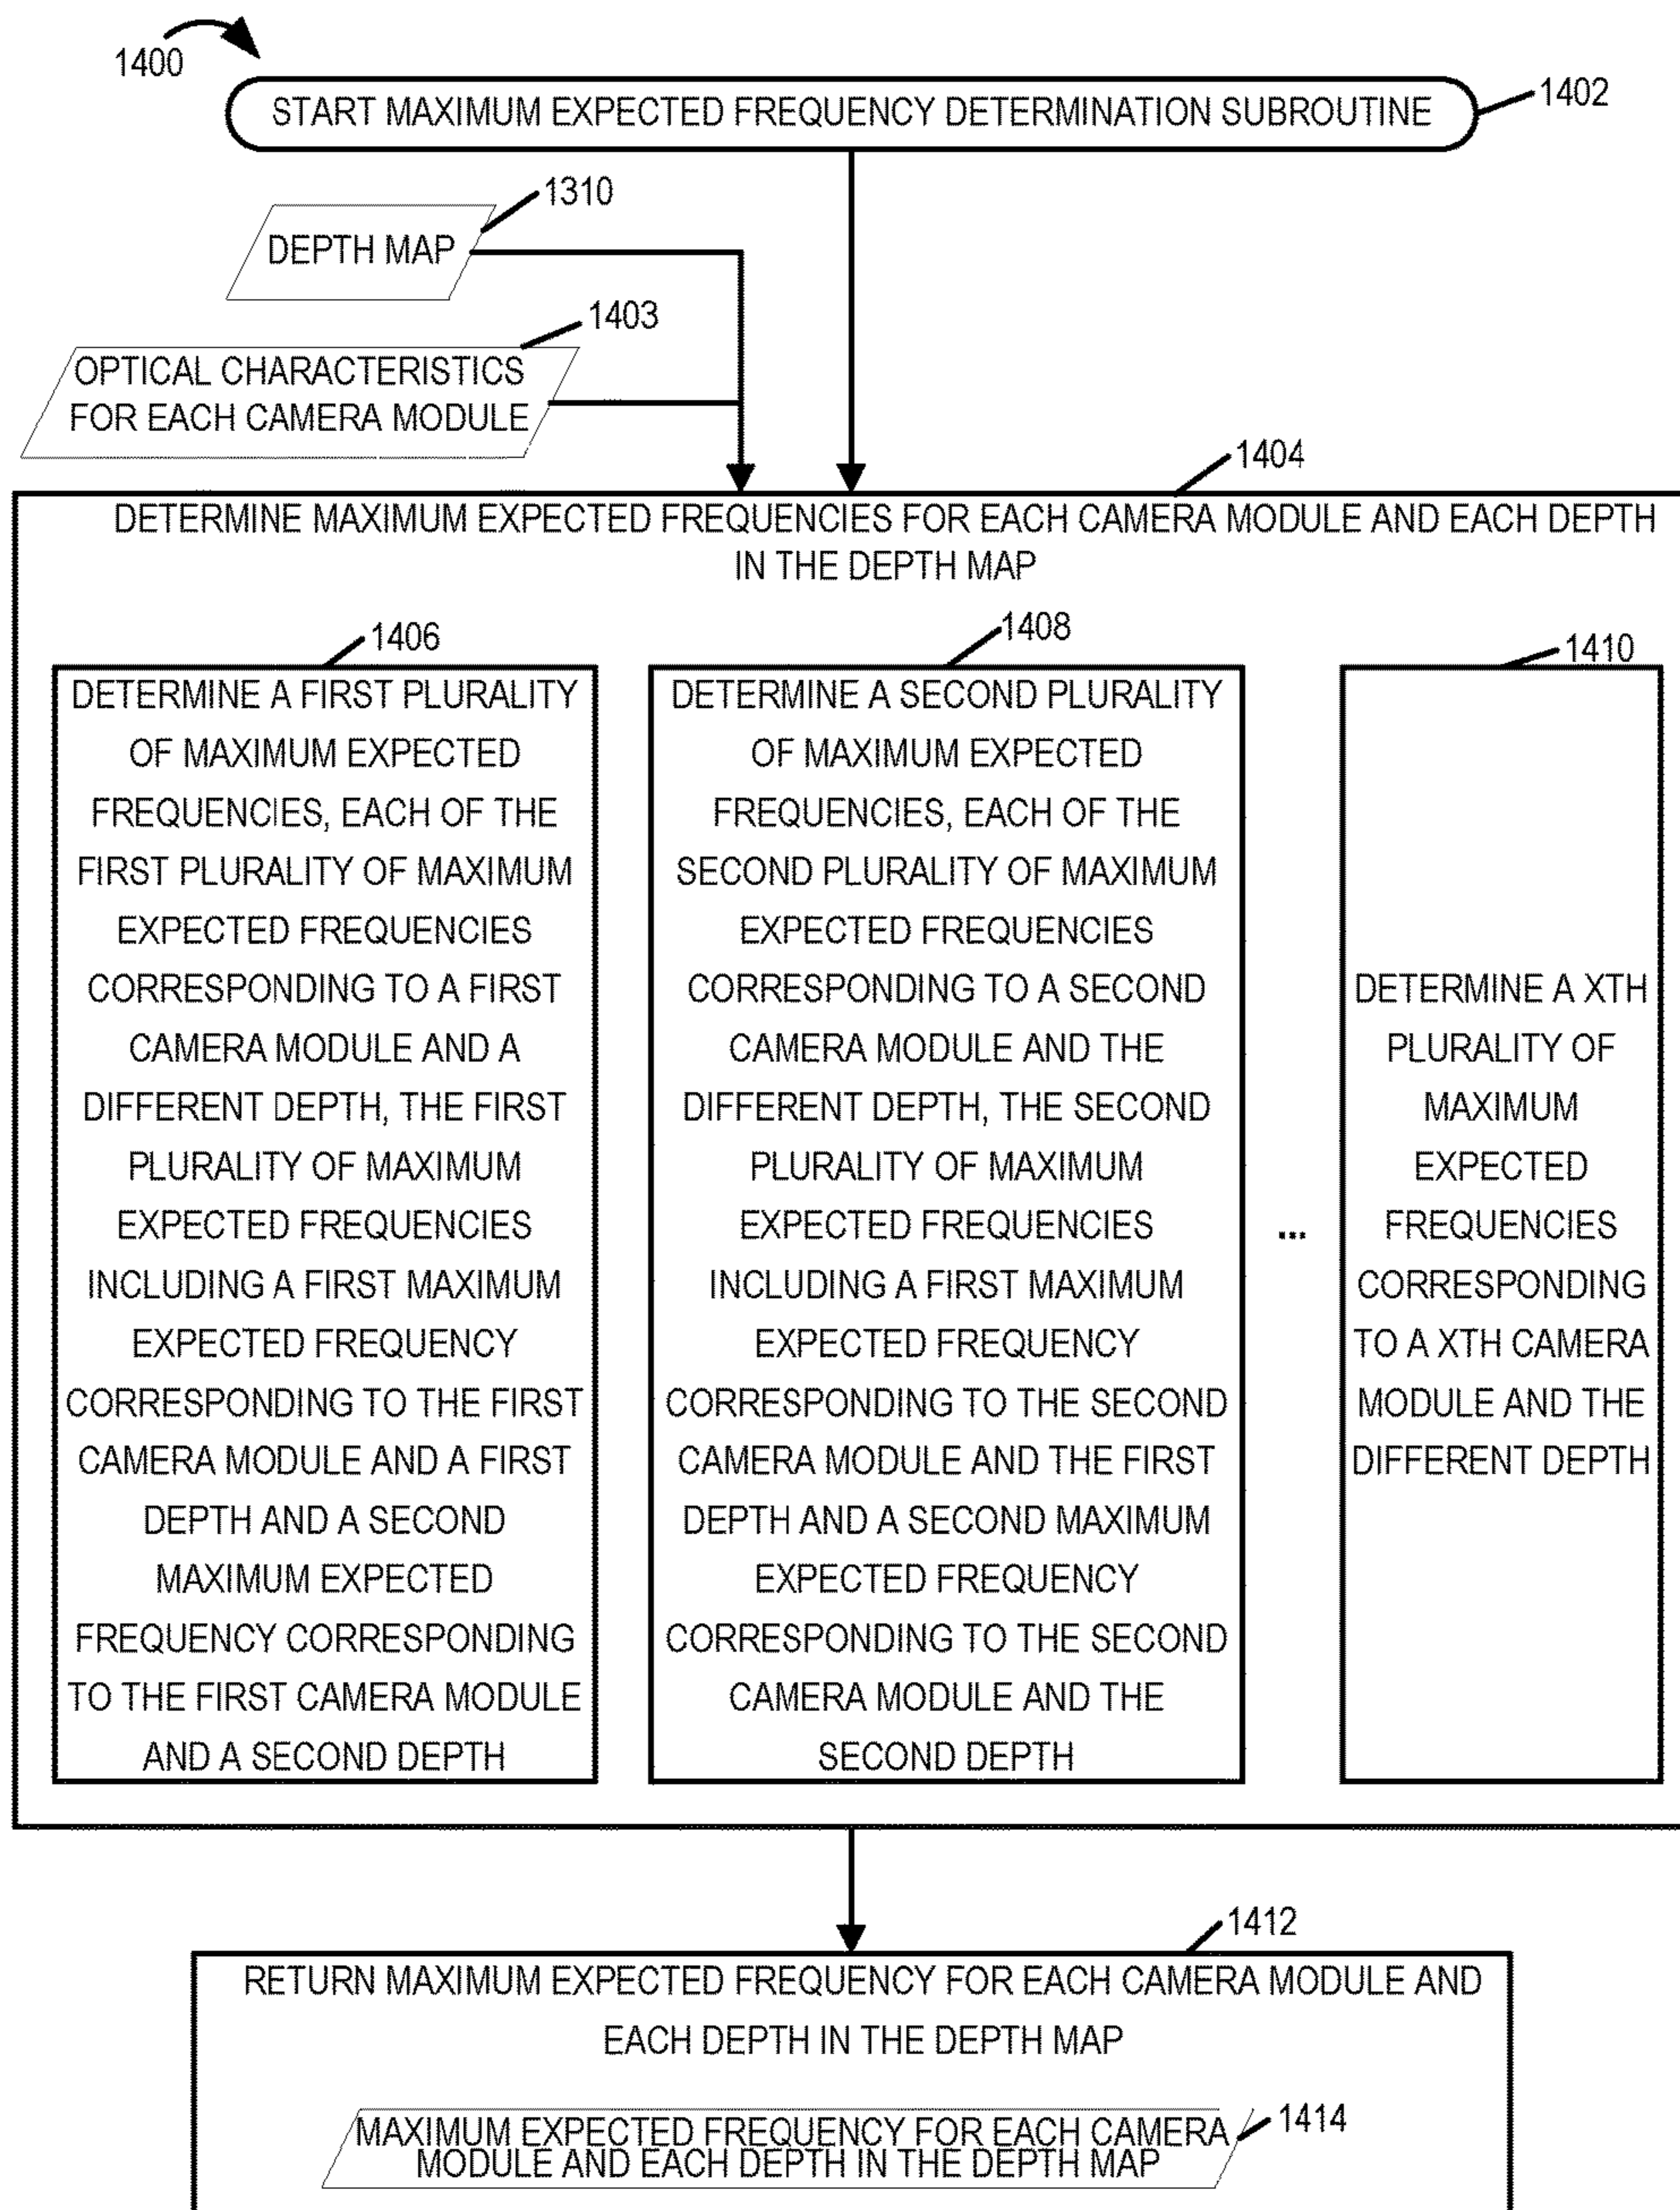 1400
START MAXIMUM EXPECTED FREQUENCY DETERMINATION SUBROUTINE
1402
1310
DEPTH MAP
1403
OPTICAL CHARACTERISTICS
FOR EACH CAMERA MODULE
1404
DETERMINE MAXIMUM EXPECTED FREQUENCIES FOR EACH CAMERA MODULE AND EACH DEPTH
IN THE DEPTH MAP
1406
DETERMINE A FIRST PLURALITY
OF MAXIMUM EXPECTED
FREQUENCIES, EACH OF THE
FIRST PLURALITY OF MAXIMUM
EXPECTED FREQUENCIES
CORRESPONDING TO A FIRST
CAMERA MODULE AND A
DIFFERENT DEPTH, THE FIRST
PLURALITY OF MAXIMUM
EXPECTED FREQUENCIES
INCLUDING A FIRST MAXIMUM
EXPECTED FREQUENCY
CORRESPONDING TO THE FIRST
CAMERA MODULE AND A FIRST
DEPTH AND A SECOND
MAXIMUM EXPECTED
FREQUENCY CORRESPONDING
TO THE FIRST CAMERA MODULE
AND A SECOND DEPTH
1408
DETERMINE A SECOND PLURALITY
OF MAXIMUM EXPECTED
FREQUENCIES, EACH OF THE
SECOND PLURALITY OF MAXIMUM
EXPECTED FREQUENCIES
CORRESPONDING TO A SECOND
CAMERA MODULE AND THE
DIFFERENT DEPTH, THE SECOND
PLURALITY OF MAXIMUM
EXPECTED FREQUENCIES
INCLUDING A FIRST MAXIMUM
EXPECTED FREQUENCY
CORRESPONDING TO THE SECOND
CAMERA MODULE AND THE FIRST
DEPTH AND A SECOND MAXIMUM
EXPECTED FREQUENCY
CORRESPONDING TO THE SECOND
CAMERA MODULE AND THE
SECOND DEPTH
...
1410
DETERMINE A XTH
PLURALITY OF
MAXIMUM
EXPECTED
FREQUENCIES
CORRESPONDING
TO A XTH CAMERA
MODULE AND THE
DIFFERENT DEPTH
1412
RETURN MAXIMUM EXPECTED FREQUENCY FOR EACH CAMERA MODULE AND
EACH DEPTH IN THE DEPTH MAP
MAXIMUM EXPECTED FREQUENCY FOR EACH CAMERA
MODULE AND EACH DEPTH IN THE DEPTH MAP
1414